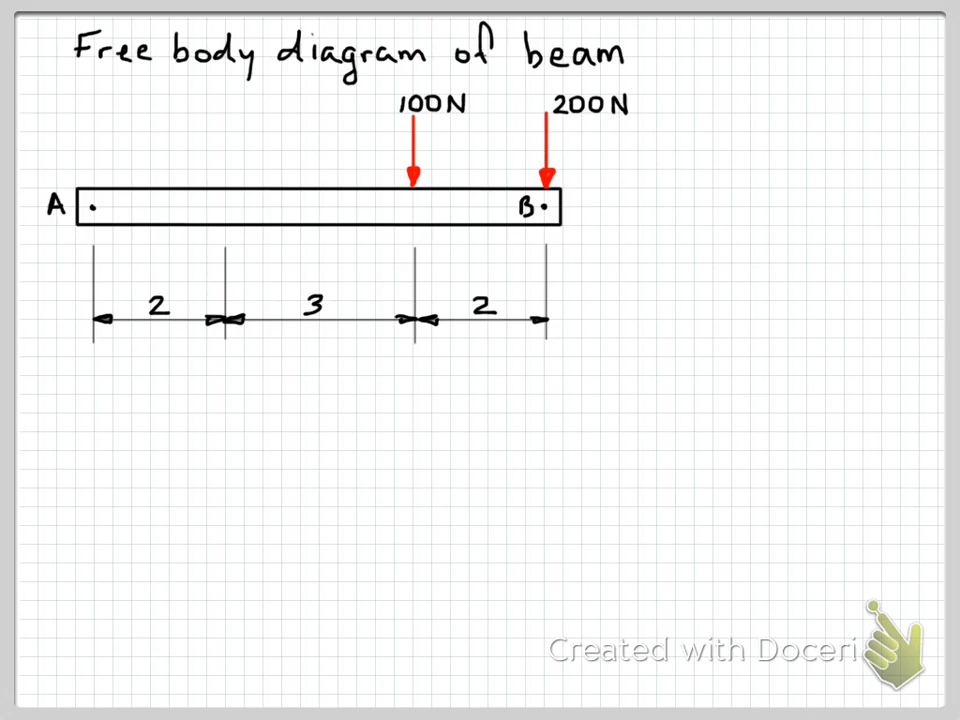 Free body diagram of beam
100N 200N
A B
2 3 2
Created with Doceri